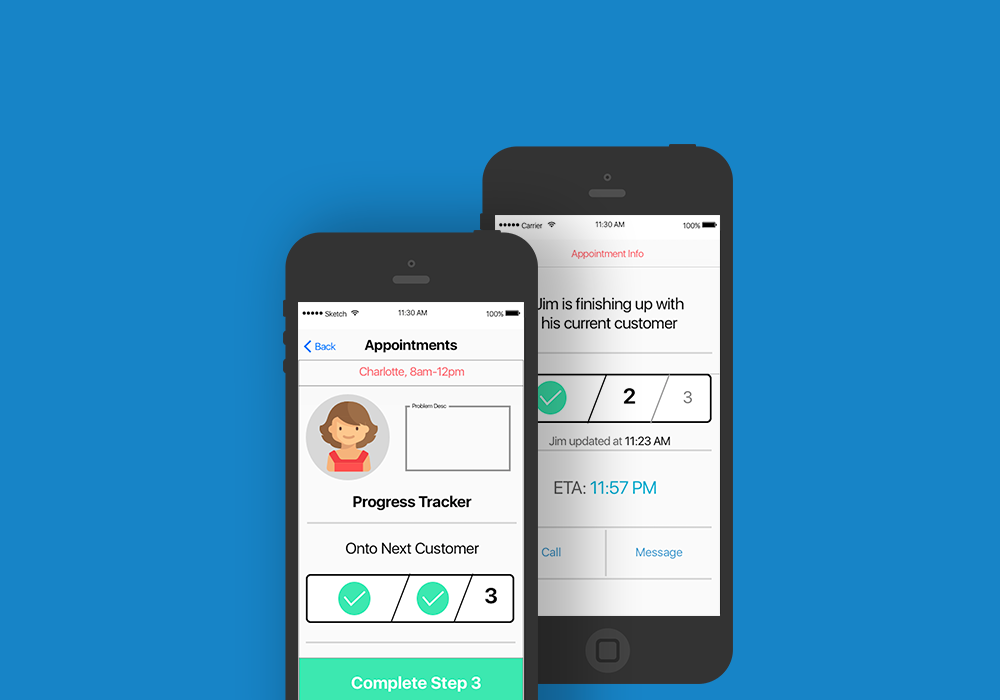 Sketch
11:30 AM
100%
Back
Appointments
Charlotte, 8am-12pm
Problem Desc
Progress Tracker
Onto Next Customer
3
Complete Step 3
Carrier
11:30 AM
100%
Appointment Info
Jim is finishing up with
his current customer
2
3
Jim updated at 11:23 AM
ETA: 11:57 PM
Call
Message